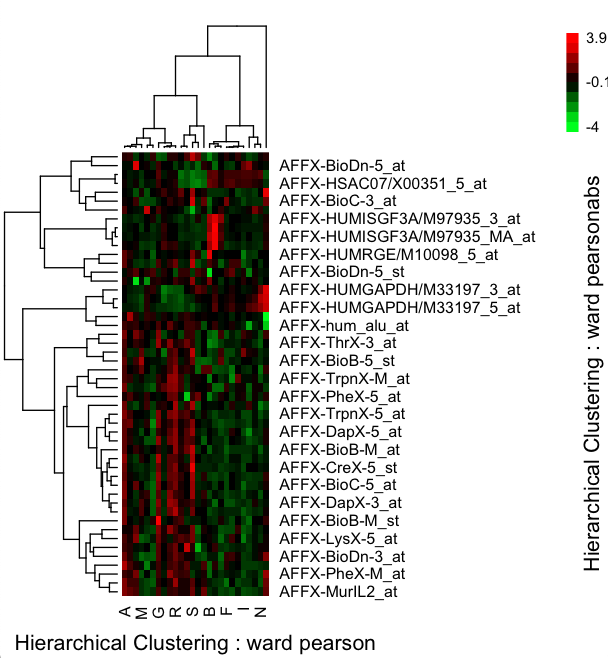 3.9
-0.1
-4
AFFX-BioDn-5_at
AFFX-HSAC07/X00351_5_at
AFFX-BioC-3_at
AFFX-HUMISGF3A/M97935_3_at
AFFX-HUMISGF3A/M97935_MA_at
AFFX-HUMRGE/M10098_5_at
AFFX-BioDn-5_st
AFFX-HUMGAPDH/M33197_3_at
AFFX-HUMGAPDH/M33197_5_at
AFFX-hum_alu_at
AFFX-ThrX-3_at
AFFX-BioB-5_st
AFFX-TrpnX-M_at
AFFX-PheX-5_at
AFFX-TrpnX-5_at
AFFX-DapX-5_at
AFFX-BioB-M_at
AFFX-CreX-5_st
AFFX-BioC-5_at
AFFX-DapX-3_at
AFFX-BioB-M_st
AFFX-LysX-5_at
AFFX-BioDn-3_at
AFFX-PheX-M_at
AFFX-MurIL2_at
A M G R S B F I N
Hierarchical Clustering : ward pearson
Hierarchical Clustering : ward pearsonabs